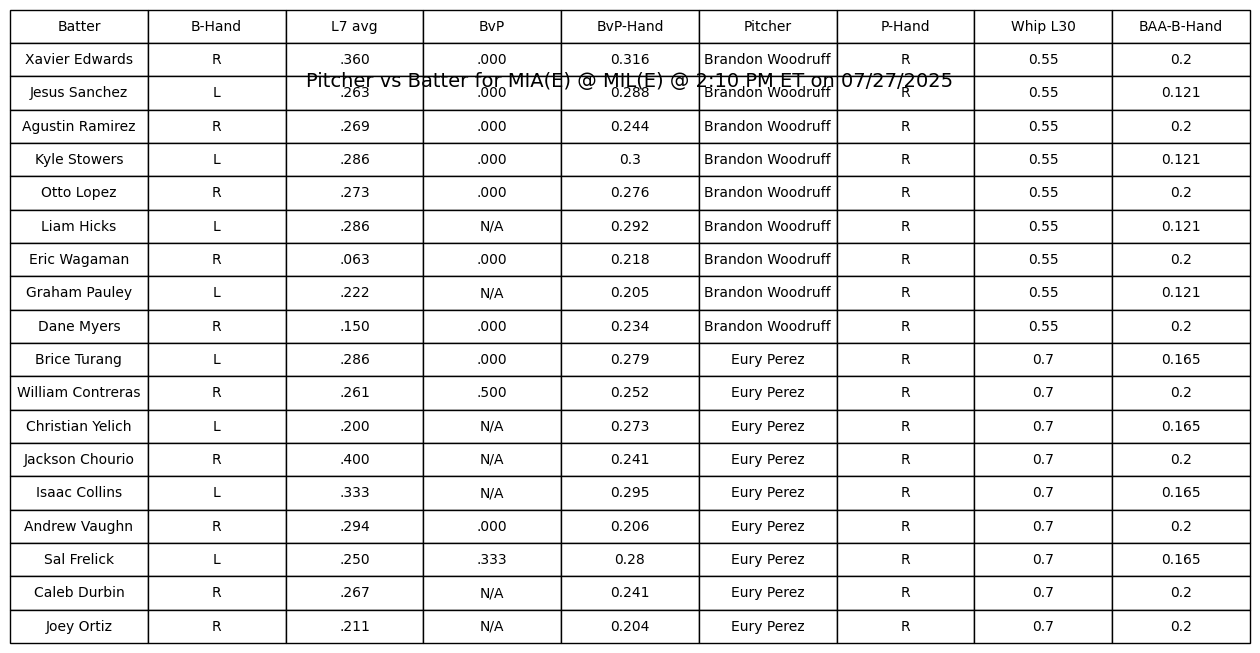 Batter B-Hand L7 avg BvP BvP-Hand Pitcher P-Hand Whip L30 BAA-B-Hand
Xavier Edwards R .360 .000 0.316 Brandon Woodruff R 0.55 0.2
Pitcher vs Batter for MIA(E) @ MIL(E) @ 2:10 PM ET on 07/27/2025
Jesus Sanchez L .263 .000 0.288 Brandon Woodruff R 0.55 0.121
Agustin Ramirez R .269 .000 0.244 Brandon Woodruff R 0.55 0.2
Kyle Stowers L .286 .000 0.3 Brandon Woodruff R 0.55 0.121
Otto Lopez R .273 .000 0.276 Brandon Woodruff R 0.55 0.2
Liam Hicks L .286 N/A 0.292 Brandon Woodruff R 0.55 0.121
Eric Wagaman R .063 .000 0.218 Brandon Woodruff R 0.55 0.2
Graham Pauley L .222 N/A 0.205 Brandon Woodruff R 0.55 0.121
Dane Myers R .150 .000 0.234 Brandon Woodruff R 0.55 0.2
Brice Turang L .286 .000 0.279 Eury Perez R 0.7 0.165
William Contreras R .261 .500 0.252 Eury Perez R 0.7 0.2
Christian Yelich L .200 N/A 0.273 Eury Perez R 0.7 0.165
Jackson Chourio R .400 N/A 0.241 Eury Perez R 0.7 0.2
Isaac Collins L .333 N/A 0.295 Eury Perez R 0.7 0.165
Andrew Vaughn R .294 .000 0.206 Eury Perez R 0.7 0.2
Sal Frelick L .250 .333 0.28 Eury Perez R 0.7 0.165
Caleb Durbin R .267 N/A 0.241 Eury Perez R 0.7 0.2
Joey Ortiz R .211 N/A 0.204 Eury Perez R 0.7 0.2